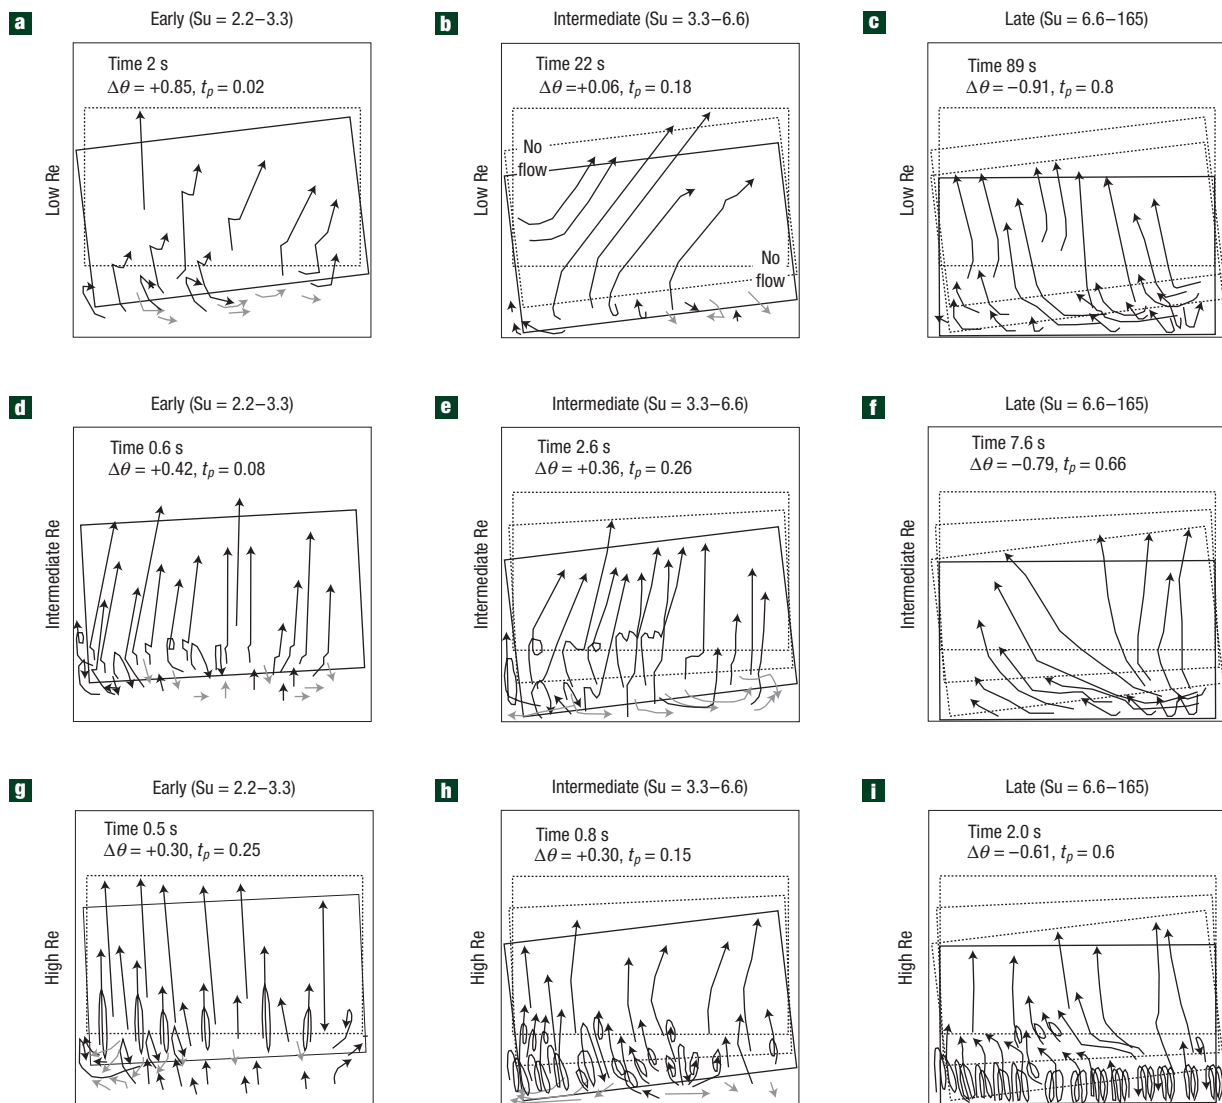 a Early (Su = 2.2–3.3)
Low Re
Time 2 s
Δθ = +0.85, tₚ = 0.02
b Intermediate (Su = 3.3–6.6)
Low Re
Time 22 s
Δθ = +0.06, tₚ = 0.18
No
flow
No
flow
c Late (Su = 6.6–165)
Low Re
Time 89 s
Δθ = −0.91, tₚ = 0.8
d Early (Su = 2.2–3.3)
Intermediate Re
Time 0.6 s
Δθ = +0.42, tₚ = 0.08
e Intermediate (Su = 3.3–6.6)
Intermediate Re
Time 2.6 s
Δθ = +0.36, tₚ = 0.26
f Late (Su = 6.6–165)
Intermediate Re
Time 7.6 s
Δθ = −0.79, tₚ = 0.66
g Early (Su = 2.2–3.3)
High Re
Time 0.5 s
Δθ = +0.30, tₚ = 0.25
h Intermediate (Su = 3.3–6.6)
High Re
Time 0.8 s
Δθ = +0.30, tₚ = 0.15
i Late (Su = 6.6–165)
High Re
Time 2.0 s
Δθ = −0.61, tₚ = 0.6